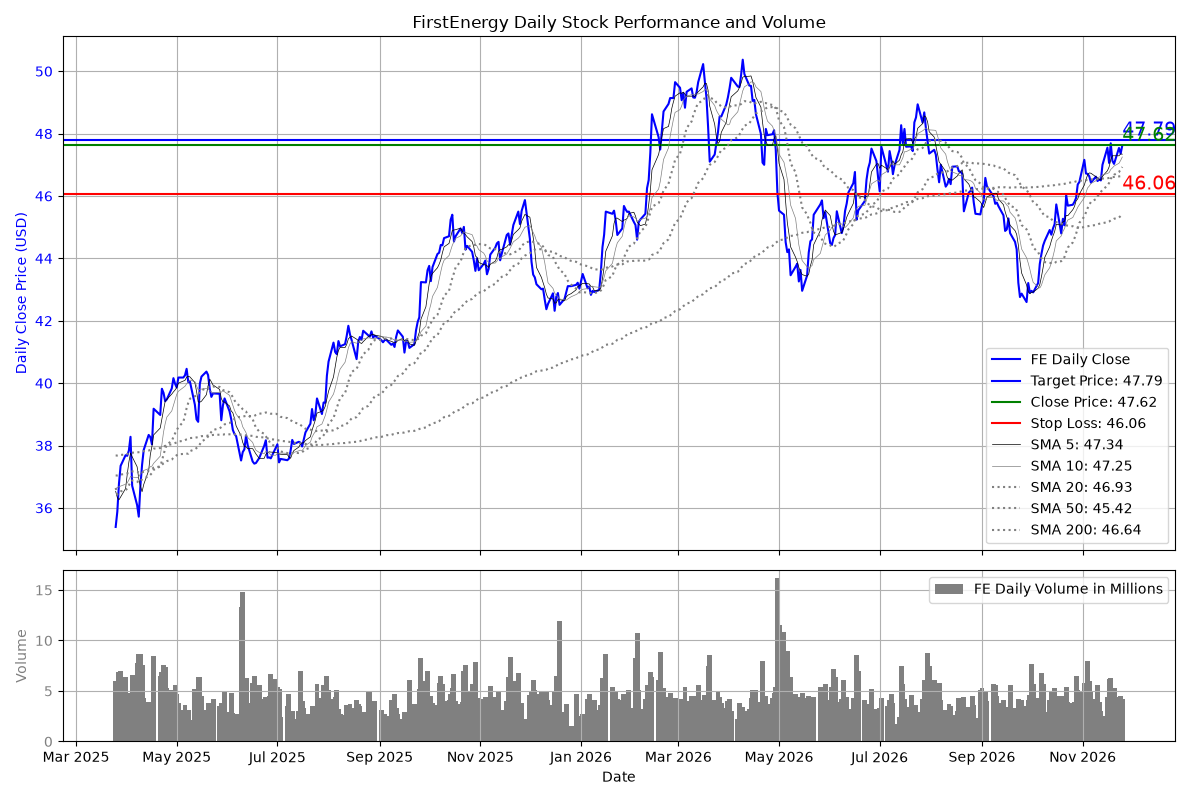 FirstEnergy Daily Stock Performance and Volume
Daily Close Price (USD)
50
48
46
44
42
40
38
36
47.79
47.62
46.06
FE Daily Close
Target Price: 47.79
Close Price: 47.62
Stop Loss: 46.06
SMA 5: 47.34
SMA 10: 47.25
SMA 20: 46.93
SMA 50: 45.42
SMA 200: 46.64
Volume
15
10
5
0
FE Daily Volume in Millions
Mar 2025 May 2025 Jul 2025 Sep 2025 Nov 2025 Jan 2026 Mar 2026 May 2026 Jul 2026 Sep 2026 Nov 2026
Date